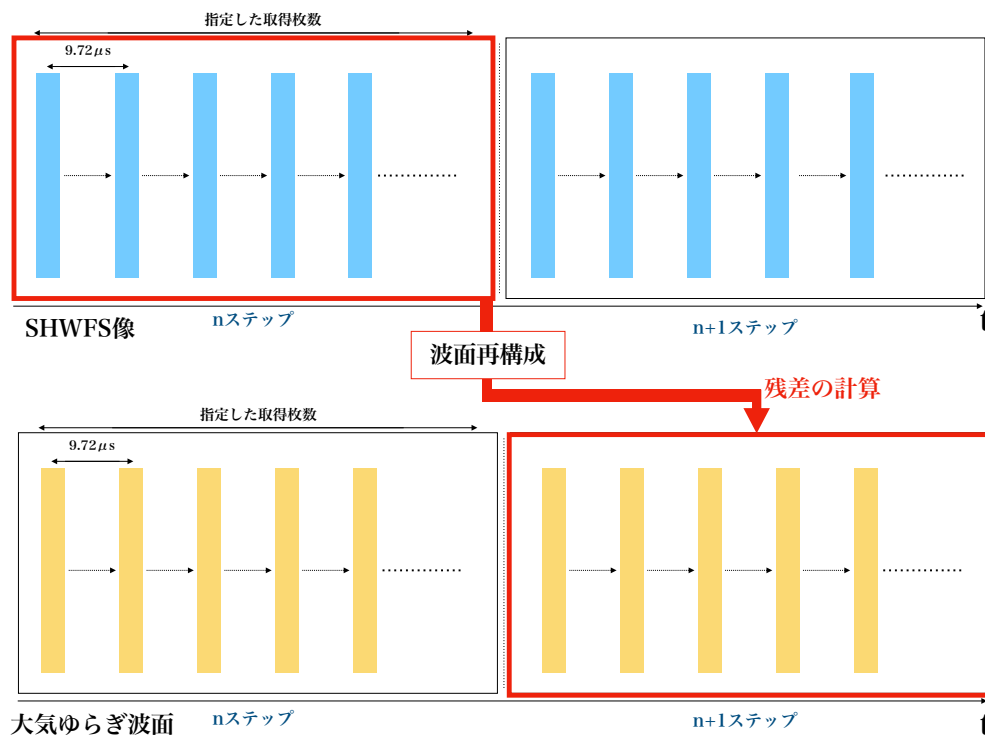 指定した取得枚数
9.72μs
SHWFS像
nステップ
n+1ステップ
t
波面再構成
残差の計算
指定した取得枚数
9.72μs
大気ゆらぎ波面
nステップ
n+1ステップ
t